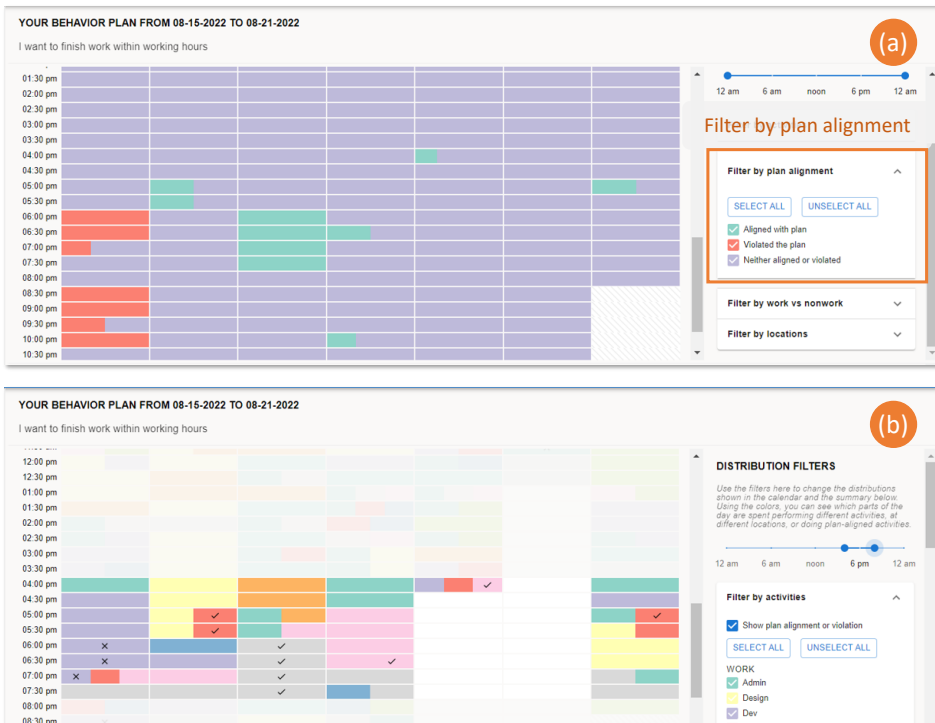 YOUR BEHAVIOR PLAN FROM 08-15-2022 TO 08-21-2022
(a)
I want to finish work within working hours
01:30 pm
02:00 pm
02:30 pm
03:00 pm
03:30 pm
04:00 pm
04:30 pm
05:00 pm
05:30 pm
06:00 pm
06:30 pm
07:00 pm
07:30 pm
08:00 pm
08:30 pm
09:00 pm
09:30 pm
10:00 pm
10:30 pm
12 am 6 am noon 6 pm 12 am
Filter by plan alignment
Filter by plan alignment
SELECT ALL UNSELECT ALL
Aligned with plan
Violated the plan
Neither aligned or violated
Filter by work vs nonwork
Filter by locations
YOUR BEHAVIOR PLAN FROM 08-15-2022 TO 08-21-2022
(b)
I want to finish work within working hours
12:00 pm
12:30 pm
01:00 pm
01:30 pm
02:00 pm
02:30 pm
03:00 pm
03:30 pm
04:00 pm
04:30 pm
05:00 pm
05:30 pm
06:00 pm
06:30 pm
07:00 pm
07:30 pm
08:00 pm
08:30 pm
DISTRIBUTION FILTERS
Use the filters here to change the distributions
shown in the calendar and the summary below.
Using the colors, you can see which parts of the
day are spent performing different activities, at
different locations, or doing plan-aligned activities.
12 am 6 am noon 6 pm 12 am
Filter by activities
Show plan alignment or violation
SELECT ALL UNSELECT ALL
WORK
Admin
Design
Dev